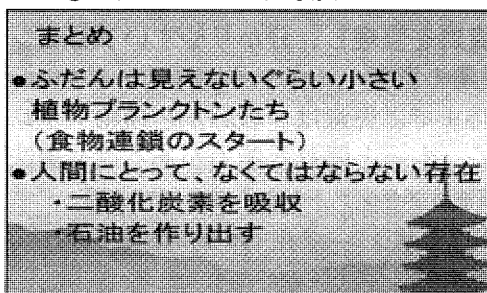 まとめ
●ふだんは見えないぐらい小さい
植物プランクトンたち
（食物連鎖のスタート）
●人間にとって、なくてはならない存在
・二酸化炭素を吸収
・石油を作り出す